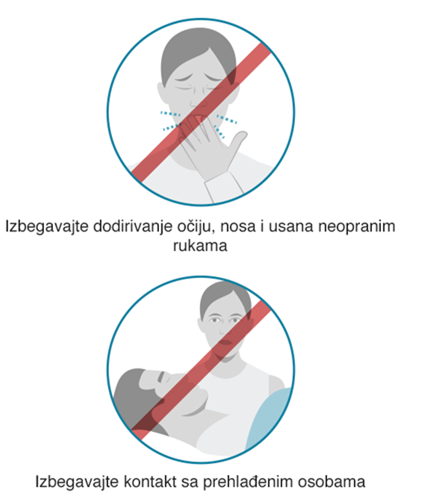 Izbegavajte dodirivanje očiju, nosa i usana neopranim
rukama
Izbegavajte kontakt sa prehlađenim osobama